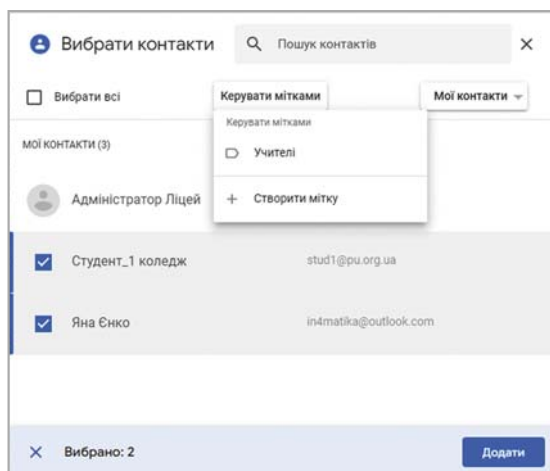 Вибрати контакти
Пошук контактів
Вибрати всі
Керувати мітками
Мої контакти
Керувати мітками
Учителі
Створити мітку
МОЇ КОНТАКТИ (3)
Адміністратор Ліцей
Студент_1 коледж stud1@pu.org.ua
Яна Єнко in4matika@outlook.com
Вибрано: 2
Додати